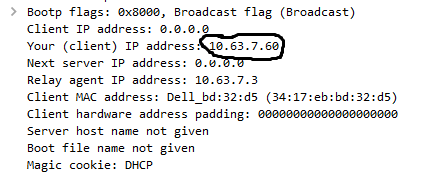 Bootp flags: 0x8000, Broadcast flag (Broadcast)
Client IP address: 0.0.0.0
Your (client) IP address: 10.63.7.60
Next server IP address: 0.0.0.0
Relay agent IP address: 10.63.7.3
Client MAC address: Dell_bd:32:d5 (34:17:eb:bd:32:d5)
Client hardware address padding: 00000000000000000000
Server host name not given
Boot file name not given
Magic cookie: DHCP